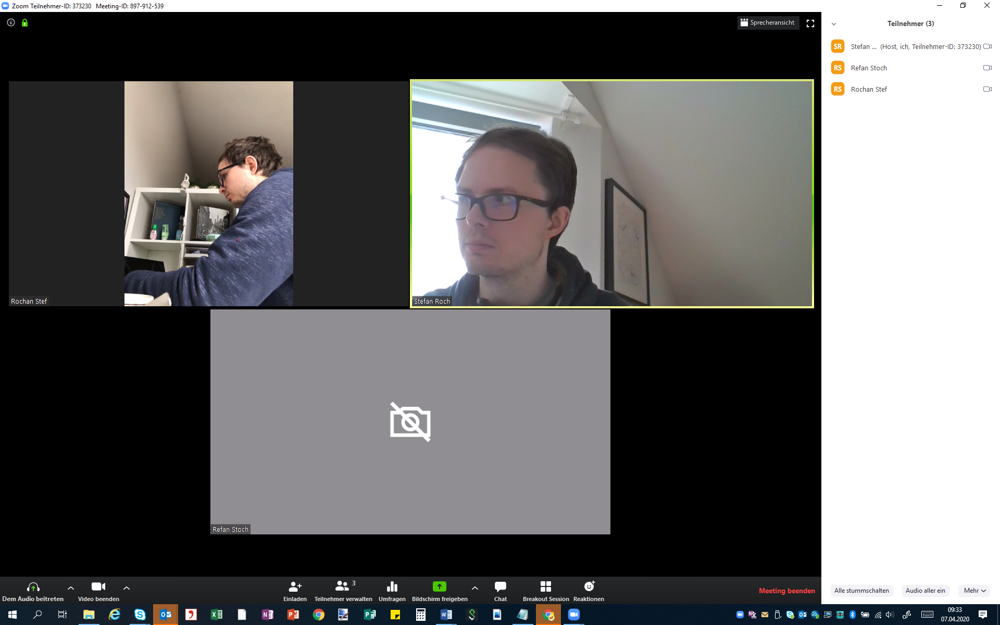 Zoom Teilnehmer-ID: 373230 Meeting-ID: 897-912-539
Sprecheransicht
Teilnehmer (3)
SR Stefan ... (Host, ich, Teilnehmer-ID: 373230)
RS Refan Stoch
RS Rochan Stef
Rochan Stef
Stefan Roch
Refan Stoch
Dem Audio beitreten
Video beenden
Einladen
3
Teilnehmer verwalten
Umfragen
Bildschirm freigeben
Chat
Breakout Session
Reaktionen
Meeting beenden
Alle stummschalten
Audio aller ein
Mehr
09:33
07.04.2020